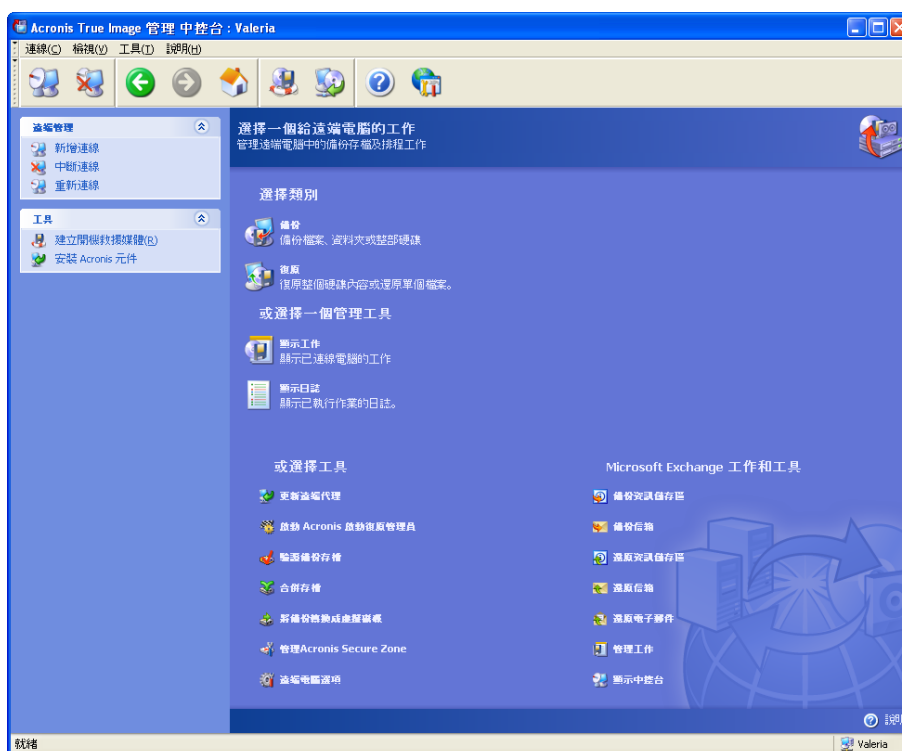 Acronis True Image 管理 中控台 : Valeria
連線(C) 檢視(V) 工具(T) 說明(H)
遠端管理
新增連線
中斷連線
重新連線
工具
建立開機救援媒體(R)
安裝 Acronis 元件
選擇一個給遠端電腦的工作
管理遠端電腦中的備份存檔及排程工作
選擇類別
備份
備份檔案、資料夾或整部硬碟
復原
復原整個硬碟內容或還原單個檔案。
或選擇一個管理工具
顯示工作
顯示已連線電腦的工作
顯示日誌
顯示已執行作業的日誌。
或選擇工具
更新遠端代理
啟動 Acronis 啟動復原管理員
驗證備份存檔
合併存檔
將備份轉換成虛擬磁碟
管理Acronis Secure Zone
遠端電腦選項
Microsoft Exchange 工作和工具
備份資訊儲存區
備份信箱
還原資訊儲存區
還原信箱
還原電子郵件
管理工作
顯示中控台
說明
就緒
Valeria